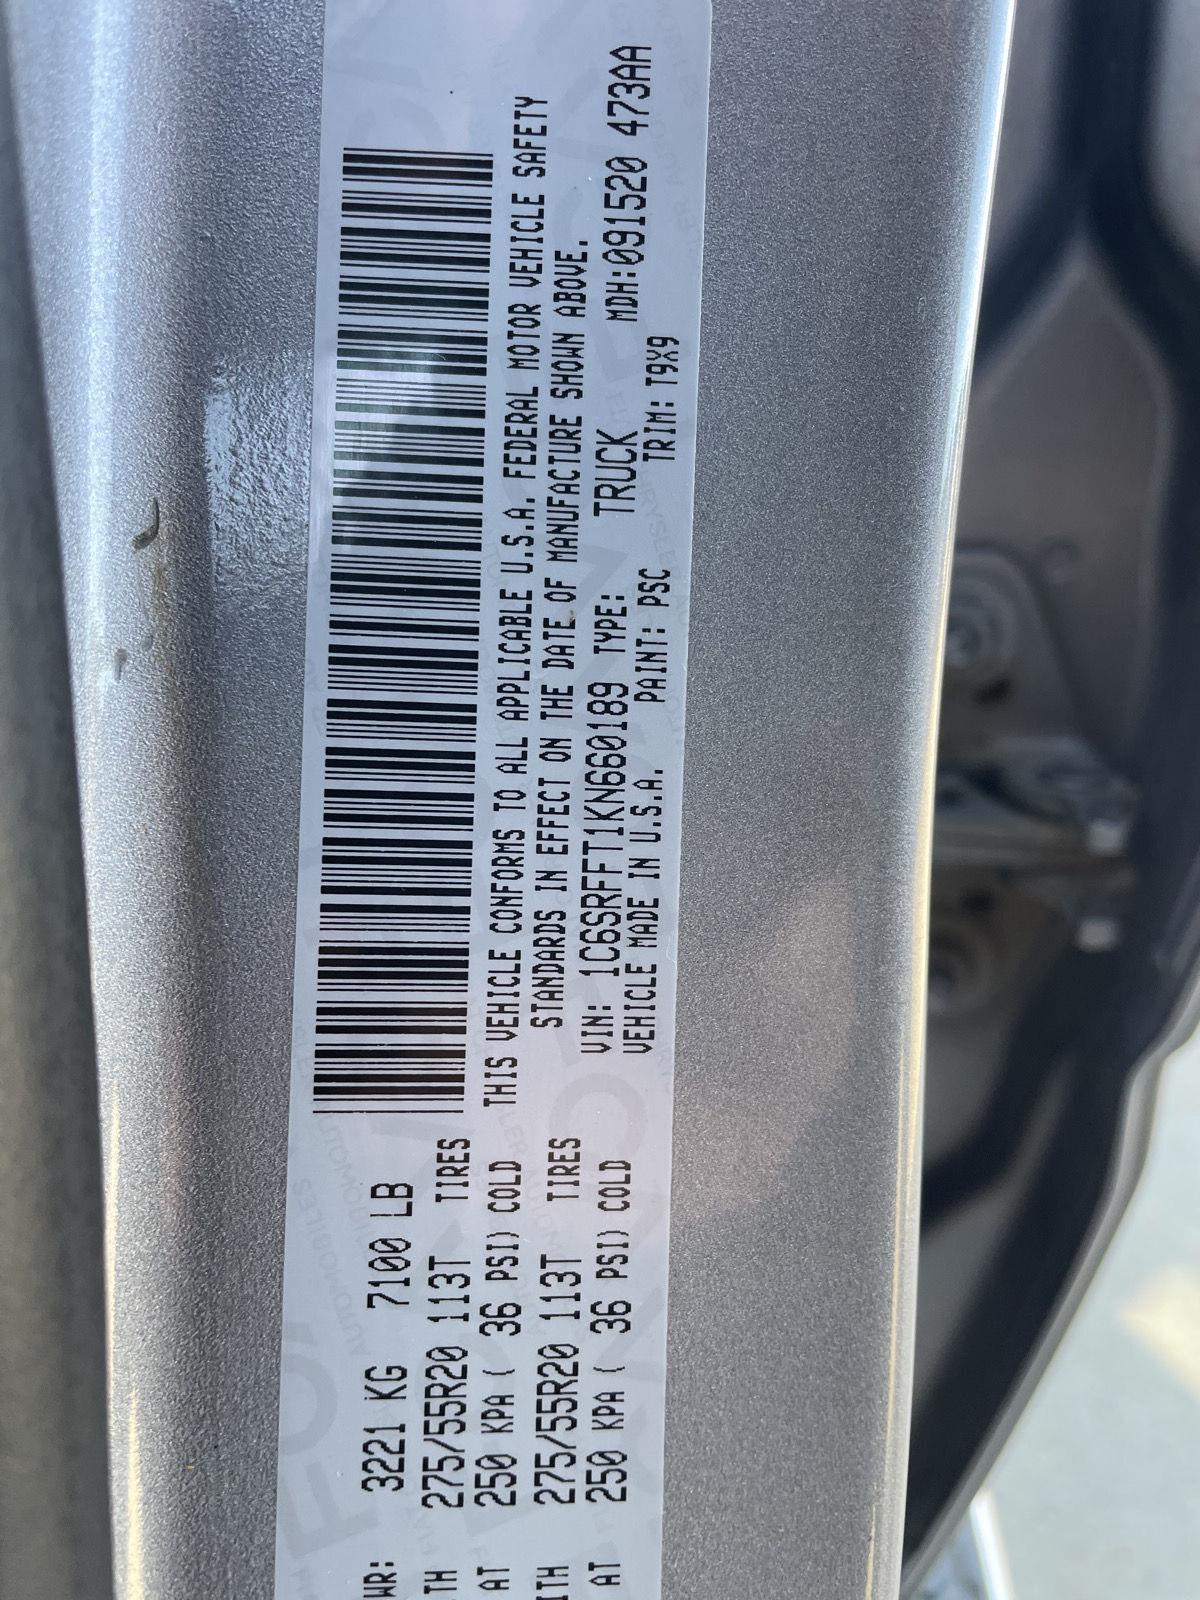 WR: 3221 KG 7100 LB
TH 275/55R20 113T TIRES
AT 250 KPA ( 36 PSI) COLD
ITH 275/55R20 113T TIRES
AT 250 KPA ( 36 PSI) COLD
THIS VEHICLE CONFORMS TO ALL APPLICABLE U.S.A. FEDERAL MOTOR VEHICLE SAFETY
STANDARDS IN EFFECT ON THE DATE OF MANUFACTURE SHOWN ABOVE.
VIN: 1C6SRFFT1KN660189 TYPE: TRUCK MDH:091520 473AA
VEHICLE MADE IN U.S.A. PAINT: PSC TRIM: T9X9